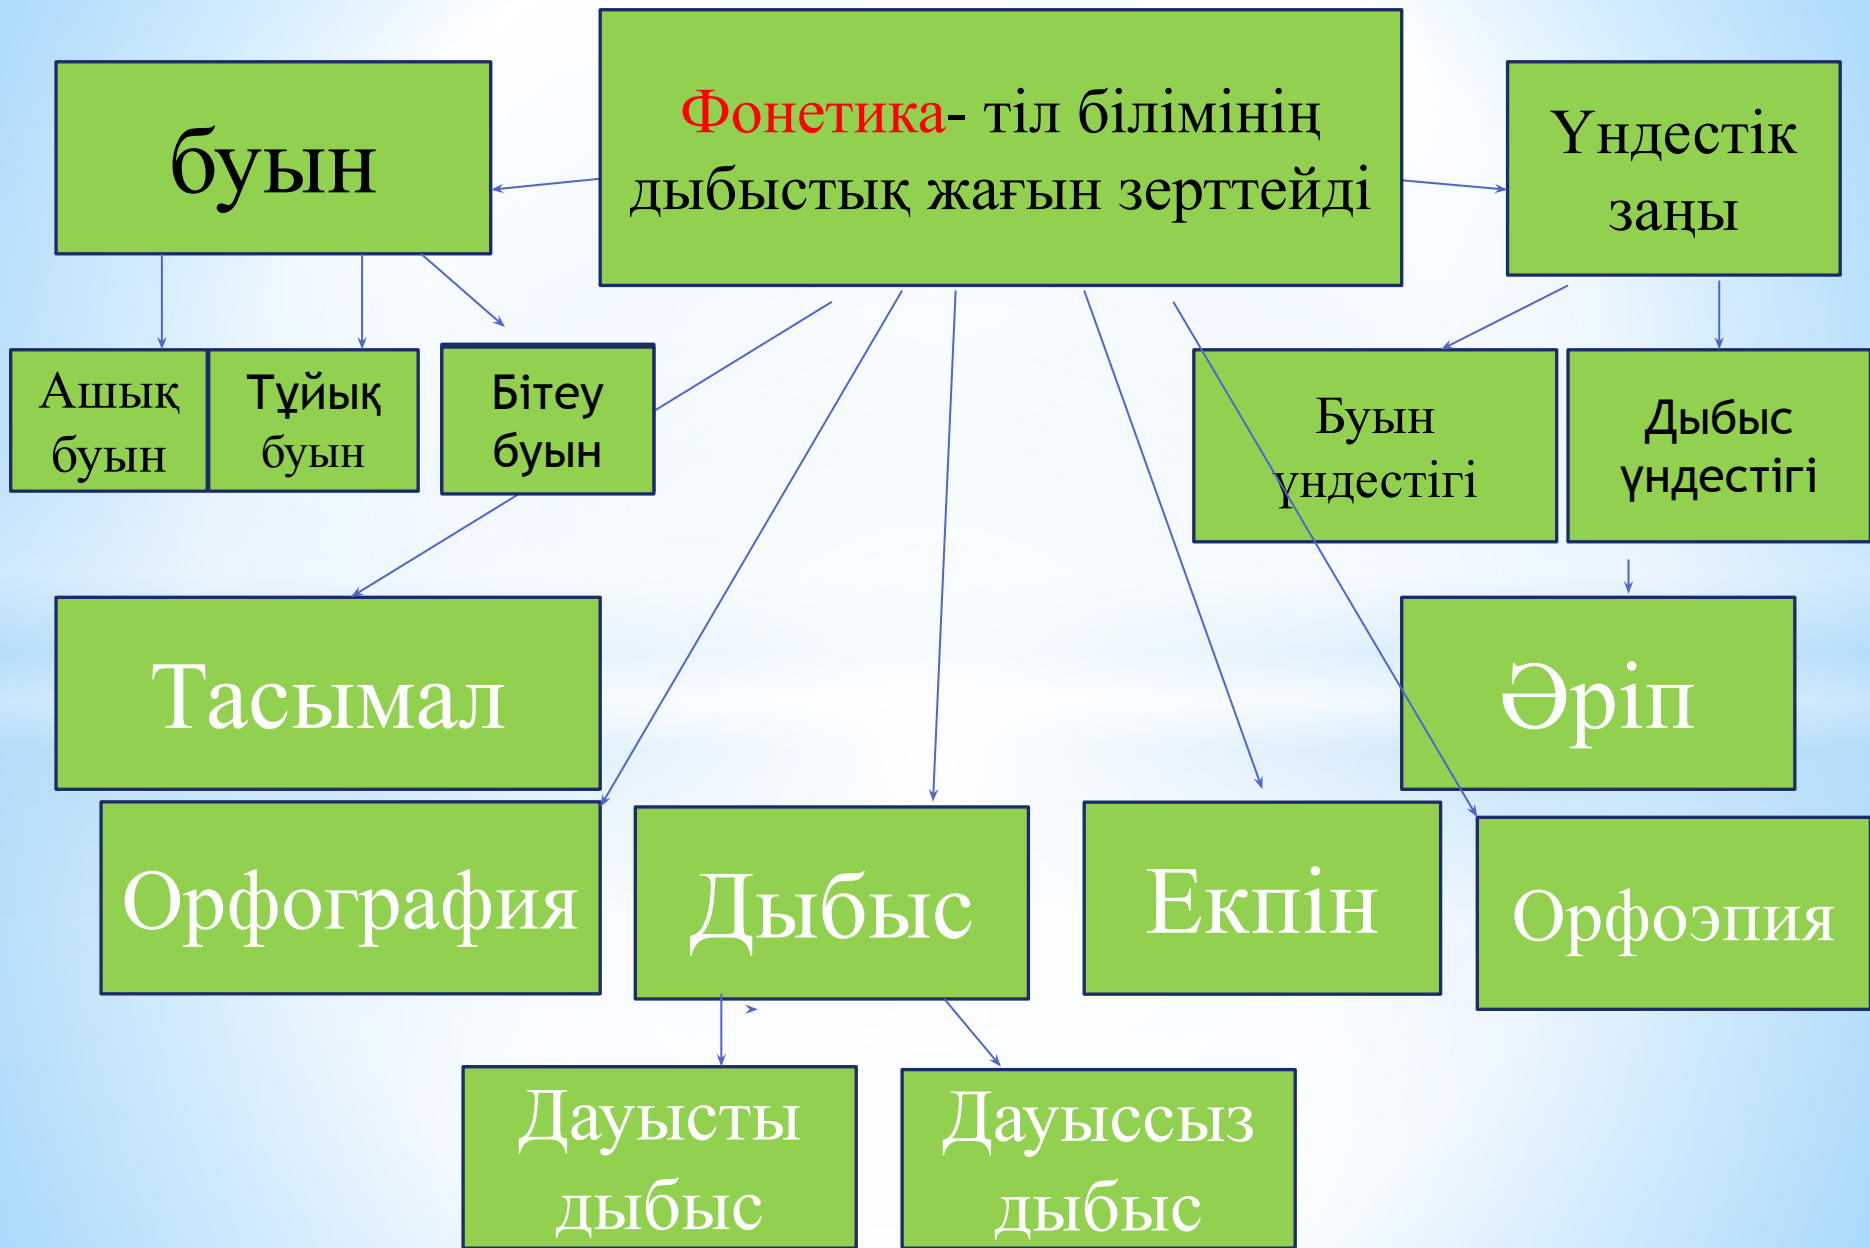 буын
Фонетика- тіл білімінің
дыбыстық жағын зерттейді
Үндестік
заңы
Ашық
буын
Тұйық
буын
Бітеу
буын
Буын
үндестігі
Дыбыс
үндестігі
Тасымал
Әріп
Орфография
Дыбыс
Екпін
Орфоэпия
Дауысты
дыбыс
Дауыссыз
дыбыс